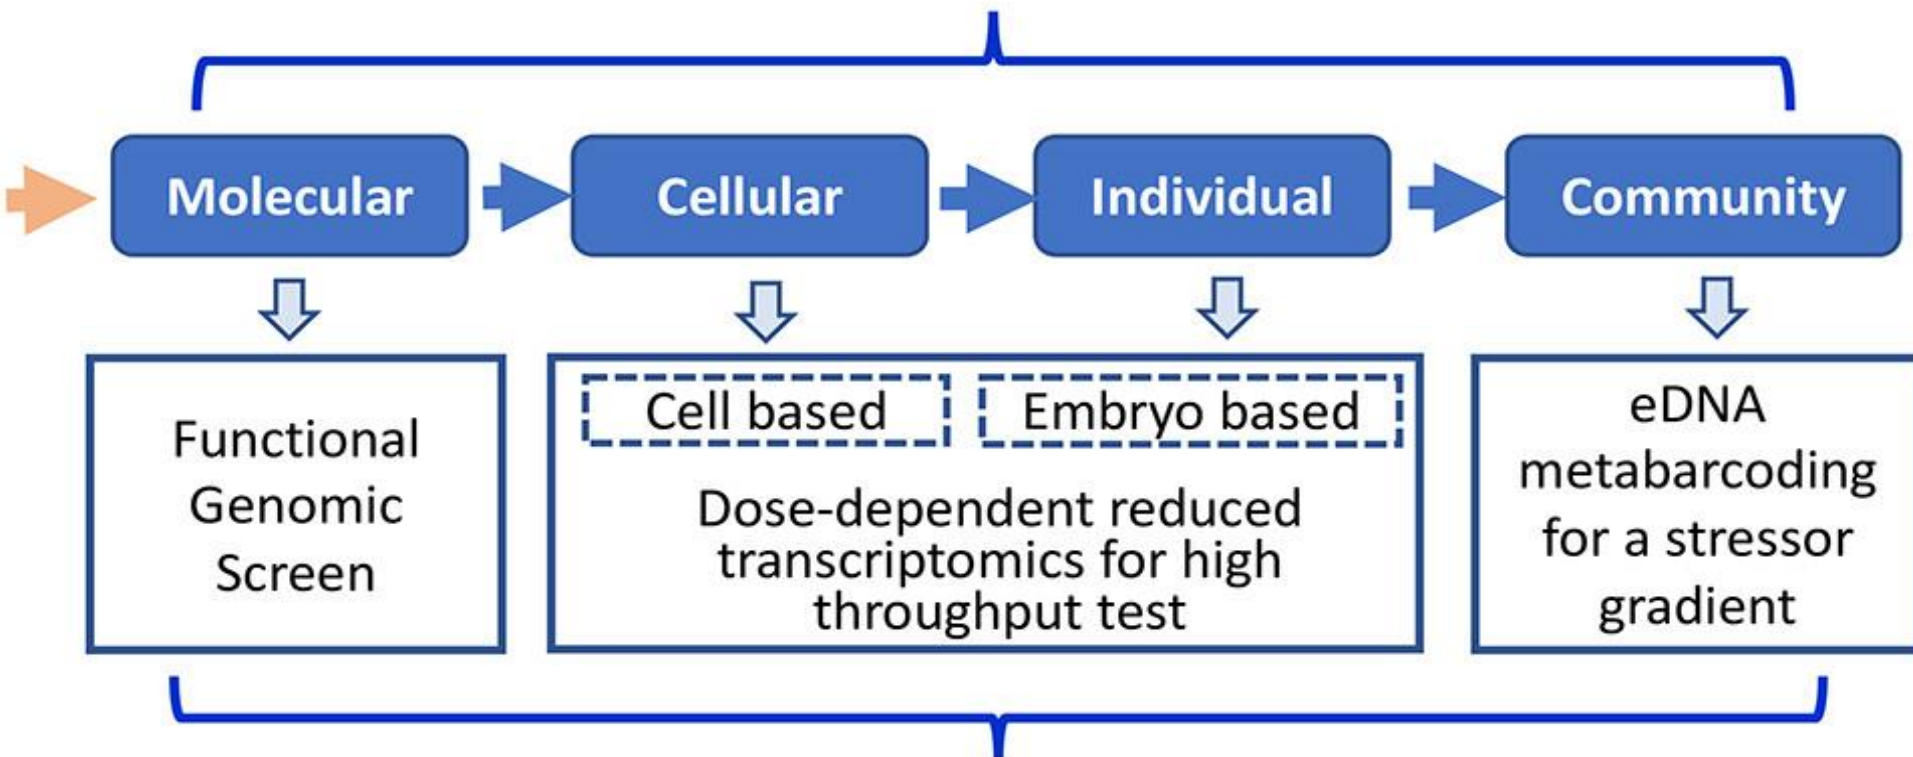 Molecular
Cellular
Individual
Community
Functional
Genomic
Screen
Cell based
Embryo based
Dose-dependent reduced
transcriptomics for high
throughput test
eDNA
metabarcoding
for a stressor
gradient